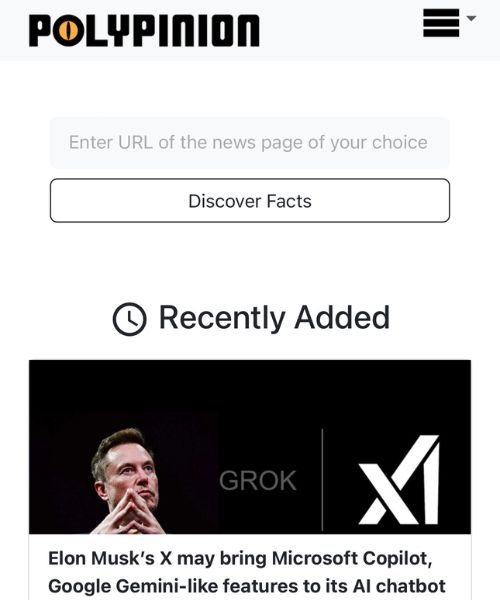 POLYPINION
Enter URL of the news page of your choice
Discover Facts
Recently Added
GROK
xI
Elon Musk's X may bring Microsoft Copilot,
Google Gemini-like features to its AI chatbot